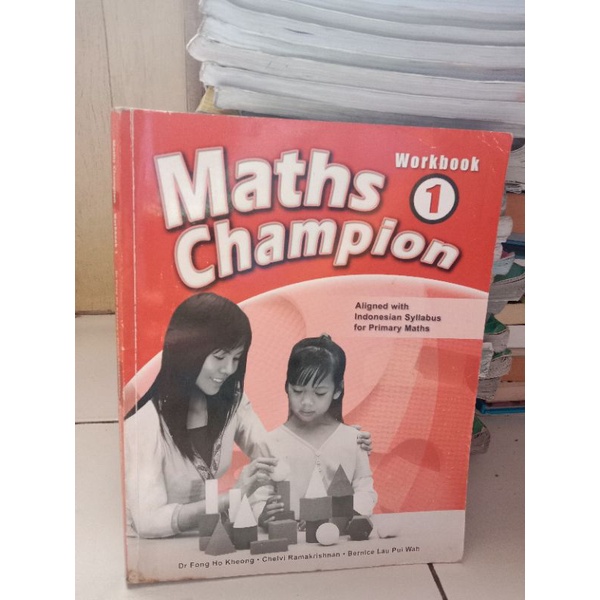 Maths
Champion
Workbook
1
Aligned with
Indonesian Syllabus
for Primary Maths
Dr Fong Ho Kheong • Chelvi Ramakrishnan • Bernice Lau Pui Wah